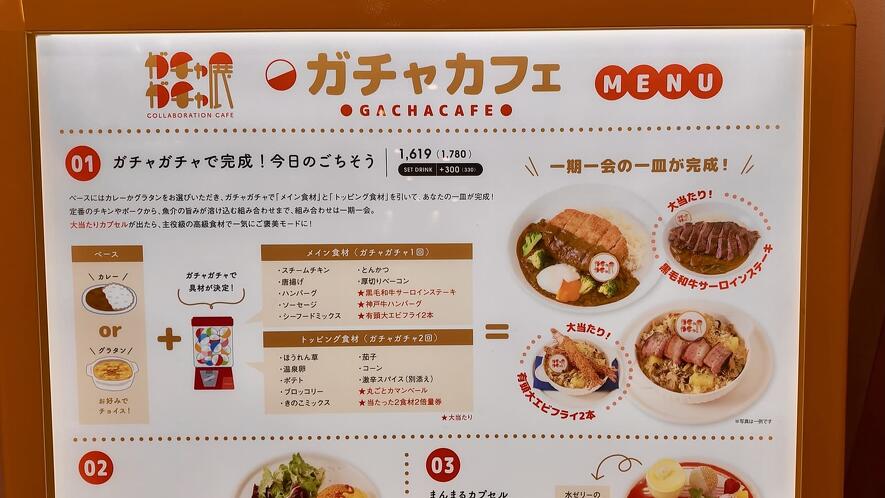 ガチャガチャ展
COLLABORATION CAFE
ガチャカフェ
GACHACAFE
MENU
01
ガチャガチャで完成！今日のごちそう
1,619 (1,780)
SET DRINK +300 (330)
ベースにはカレーかグラタンをお選びいただき、ガチャガチャで「メイン食材」と「トッピング食材」を引いて、あなたの一皿が完成！
定番のチキンやポークから、魚介の旨みが溶け込む組み合わせまで、組み合わせは一期一会。
大当たりカプセルが出たら、主役級の高級食材で一気にご褒美モードに！
ベース
カレー
or
グラタン
お好みで
チョイス！
+
ガチャガチャで
具材が決定！
メイン食材（ガチャガチャ1回）
・スチームチキン
・唐揚げ
・ハンバーグ
・ソーセージ
・シーフードミックス
・とんかつ
・厚切りベーコン
★黒毛和牛サーロインステーキ
★神戸牛ハンバーグ
★有頭大エビフライ2本
トッピング食材（ガチャガチャ2回）
・ほうれん草
・温泉卵
・ポテト
・ブロッコリー
・きのこミックス
・茄子
・コーン
・激辛スパイス（別添え）
★丸ごとカマンベール
★当たった2食材2倍量券
★大当たり
=
一期一会の一皿が完成！
大当たり！
黒毛和牛サーロインステーキ
大当たり！
有頭大エビフライ2本
※写真は一例です
02
03
まんまるカプセル
水ゼリーの